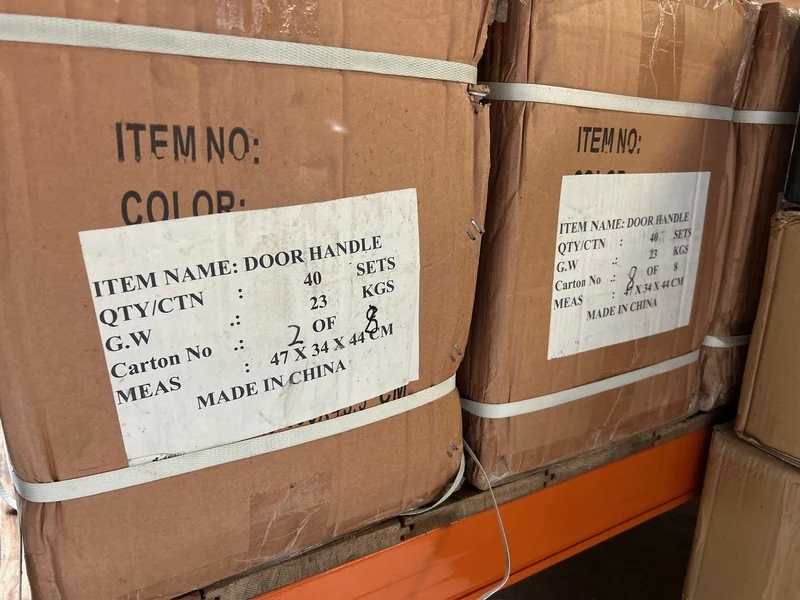 ITEM NO:
COLOR:
ITEM NAME: DOOR HANDLE
QTY/CTN : 40 SETS
G.W .: 23 KGS
Carton No .: 2 OF 8
MEAS : 47 X 34 X 44 CM
MADE IN CHINA
CM
ITEM NO:
ITEM NAME: DOOR HANDLE
QTY/CTN : 40 SETS
G.W : 23 KGS
Carton No .: 8 OF 8
MEAS : 47 X 34 X 44 CM
MADE IN CHINA